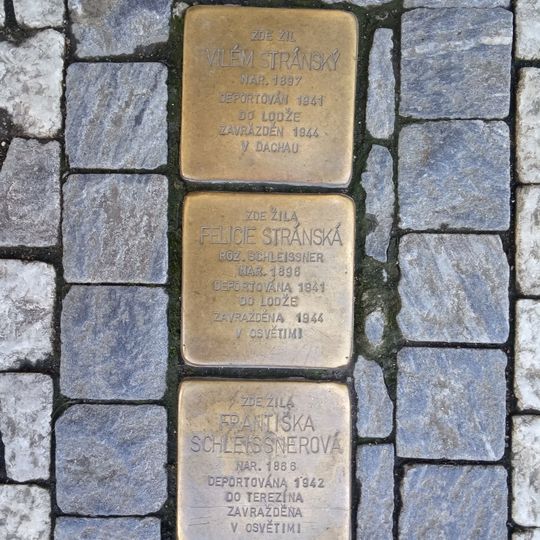 ZDE ŽIL
VILÉM STRÁNSKÝ
NAR. 1897
DEPORTOVÁN 1941
DO LODŽE
ZAVRAŽDĚN 1944
V DACHAU
ZDE ŽILA
FELICIE STRÁNSKÁ
ROZ. SCHLEISSNER
NAR. 1896
DEPORTOVÁNA 1941
DO LODŽE
ZAVRAŽDĚNA 1944
V OSVĚTIMI
ZDE ŽILA
FRANTIŠKA
SCHLEISSNEROVÁ
NAR. 1866
DEPORTOVÁNA 1942
DO TEREZÍNA
ZAVRAŽDĚNA
V OSVĚTIMI